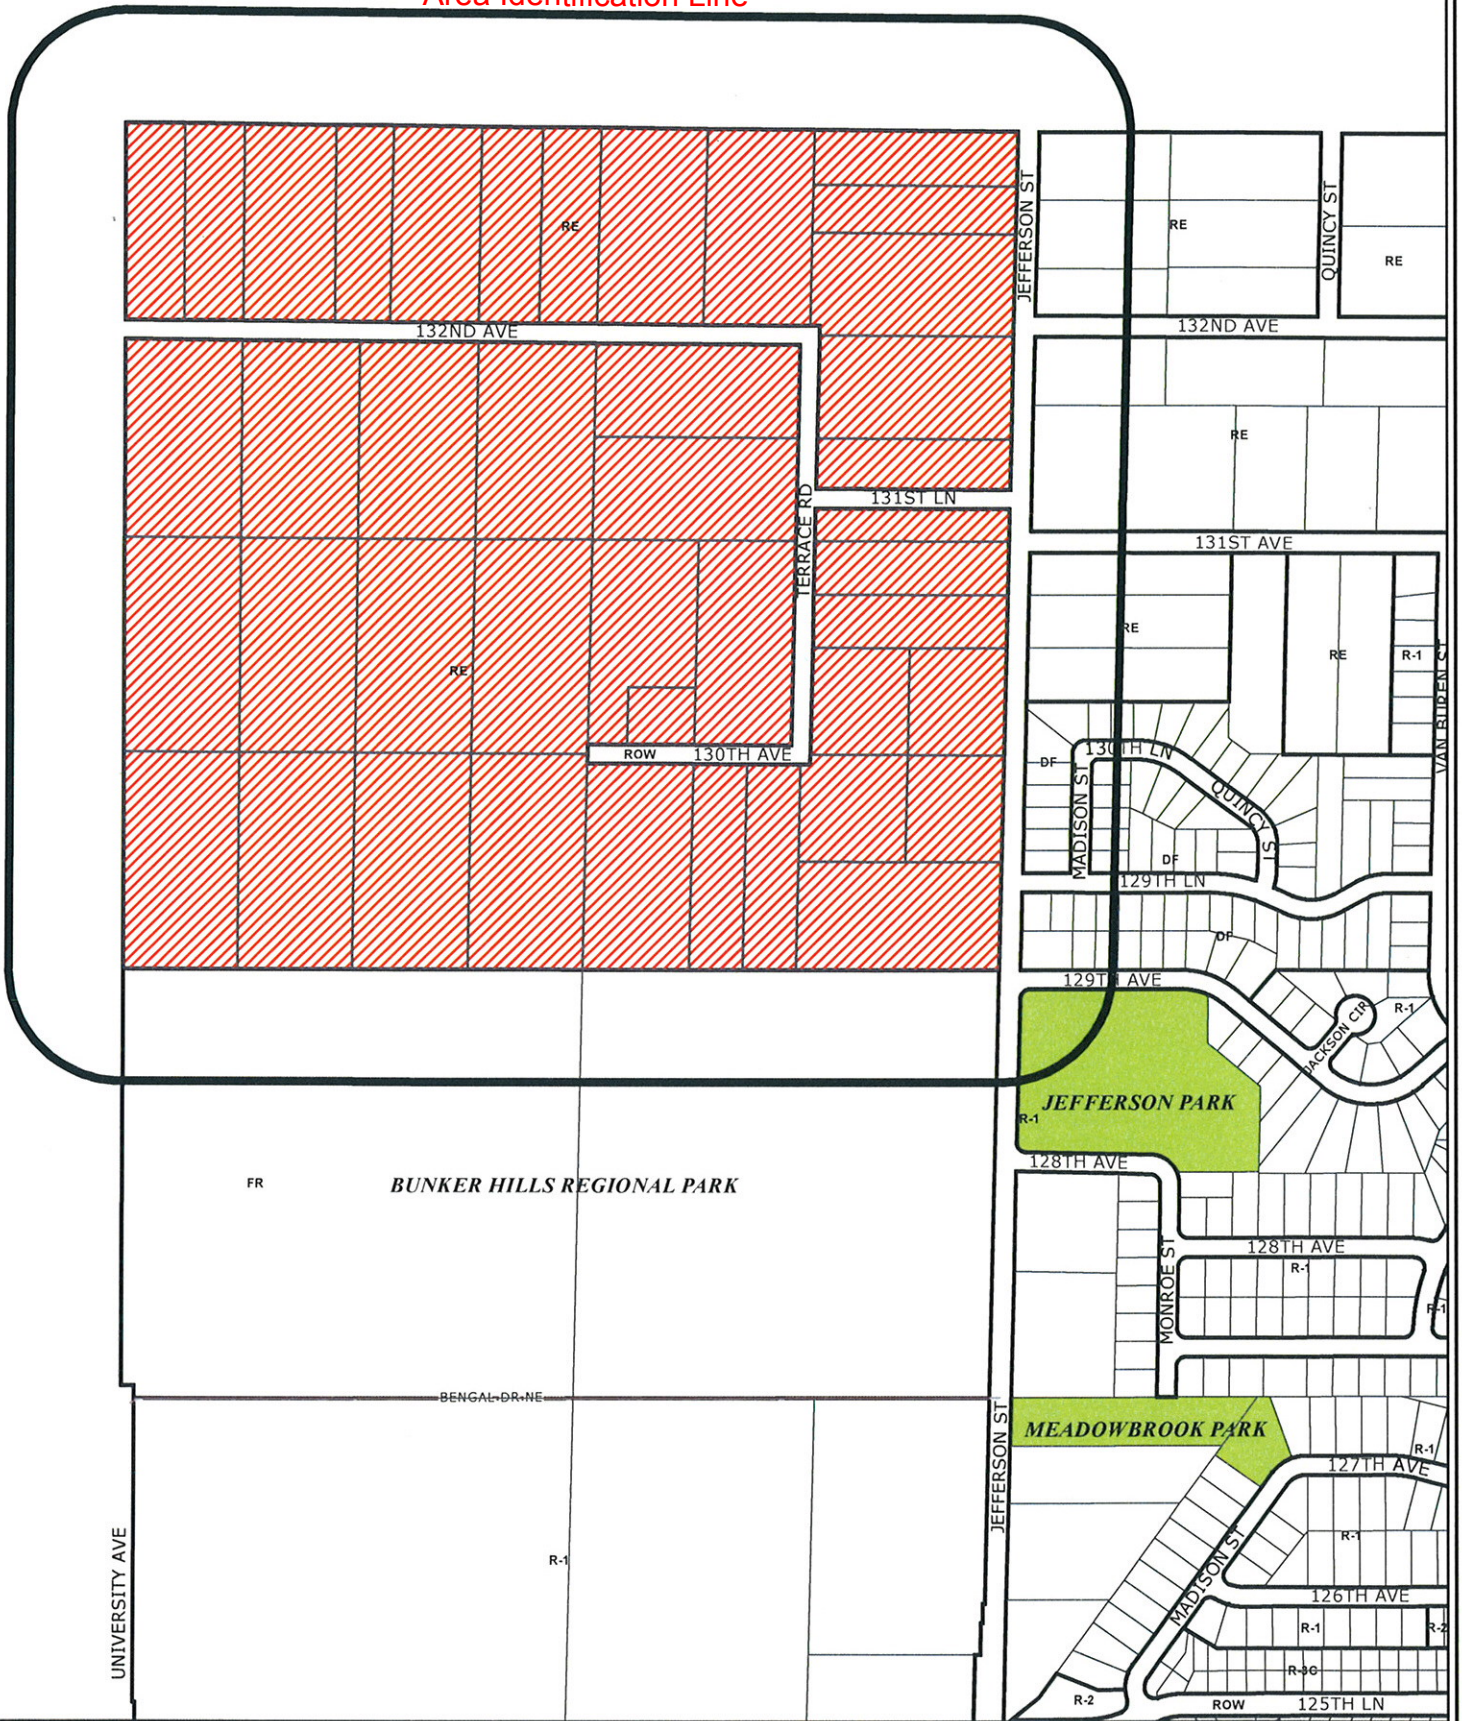 Area Identification Line
JEFFERSON ST
QUINCY ST
RE
RE
RE
132ND AVE
132ND AVE
RE
131ST LN
TERRACE RD
131ST AVE
RE
RE
R-1
VAN BUREN ST
RE
ROW
130TH AVE
DF
130TH LN
MADISON ST
QUINCY ST
DF
129TH LN
DF
129TH AVE
JACKSON CIR
R-1
JEFFERSON PARK
R-1
128TH AVE
FR
BUNKER HILLS REGIONAL PARK
MONROE ST
128TH AVE
R-1
R-1
BENGAL DR NE
JEFFERSON ST
MEADOWBROOK PARK
R-1
127TH AVE
UNIVERSITY AVE
R-1
MADISON ST
R-1
126TH AVE
R-1
R-2
R-3C
R-2
ROW
125TH LN